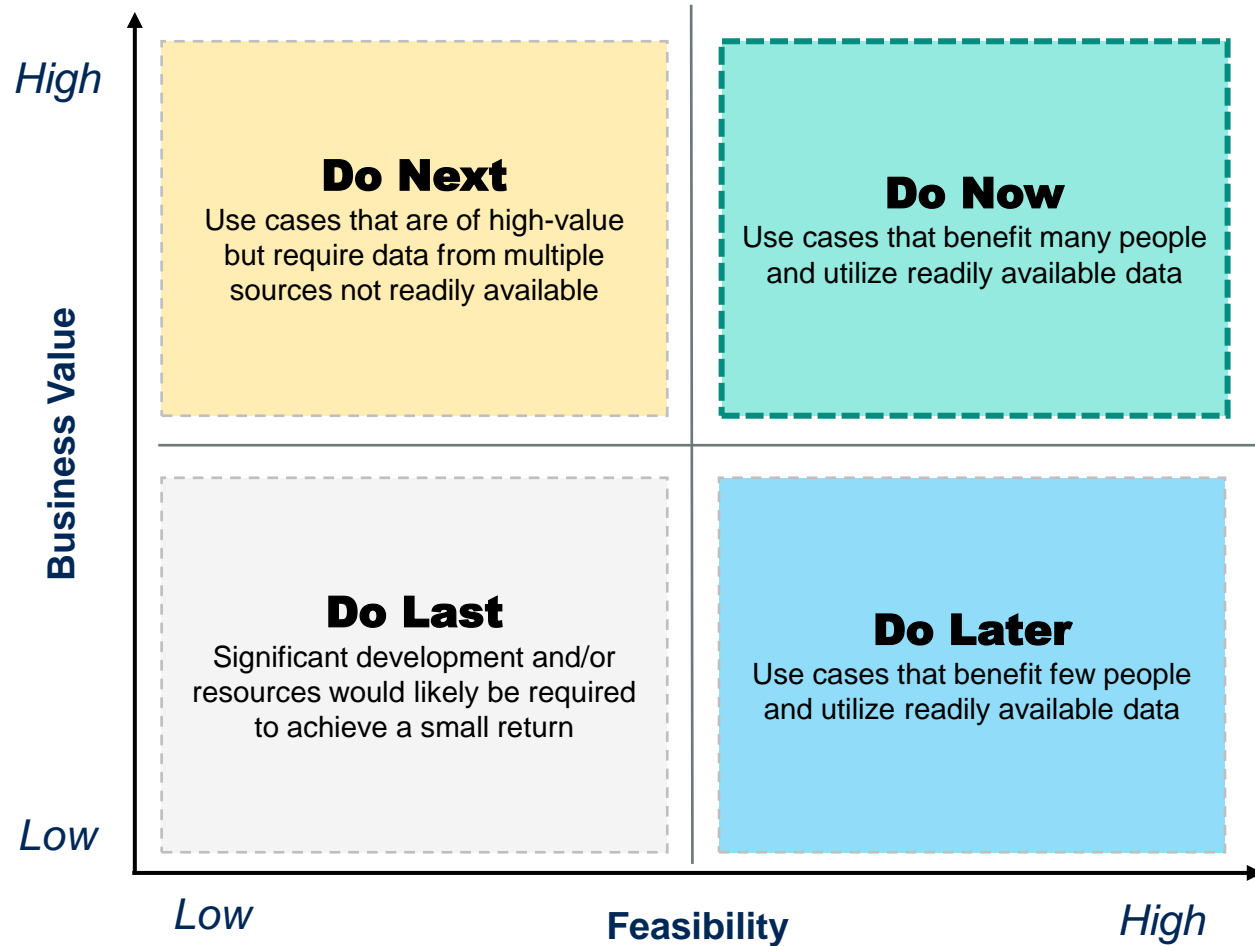 High
Business Value
Low
Do Next
Use cases that are of high-value
but require data from multiple
sources not readily available
Do Now
Use cases that benefit many people
and utilize readily available data
Do Last
Significant development and/or
resources would likely be required
to achieve a small return
Do Later
Use cases that benefit few people
and utilize readily available data
Low
Feasibility
High